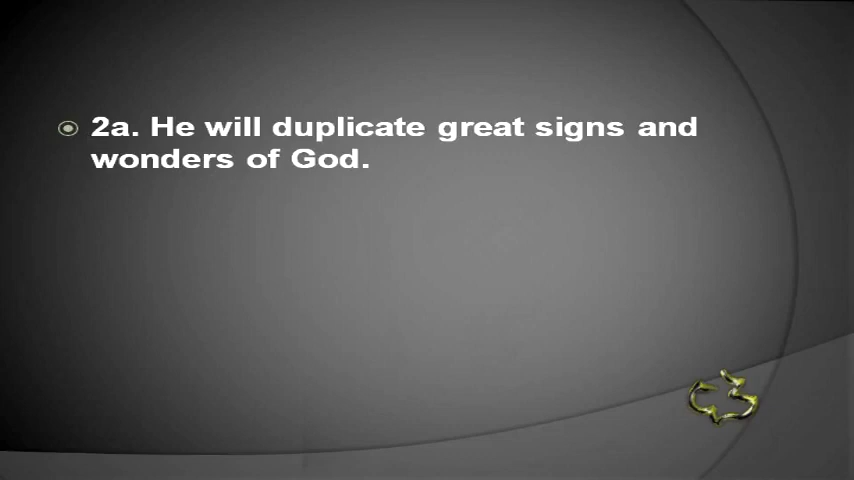 2a. He will duplicate great signs and
wonders of God.